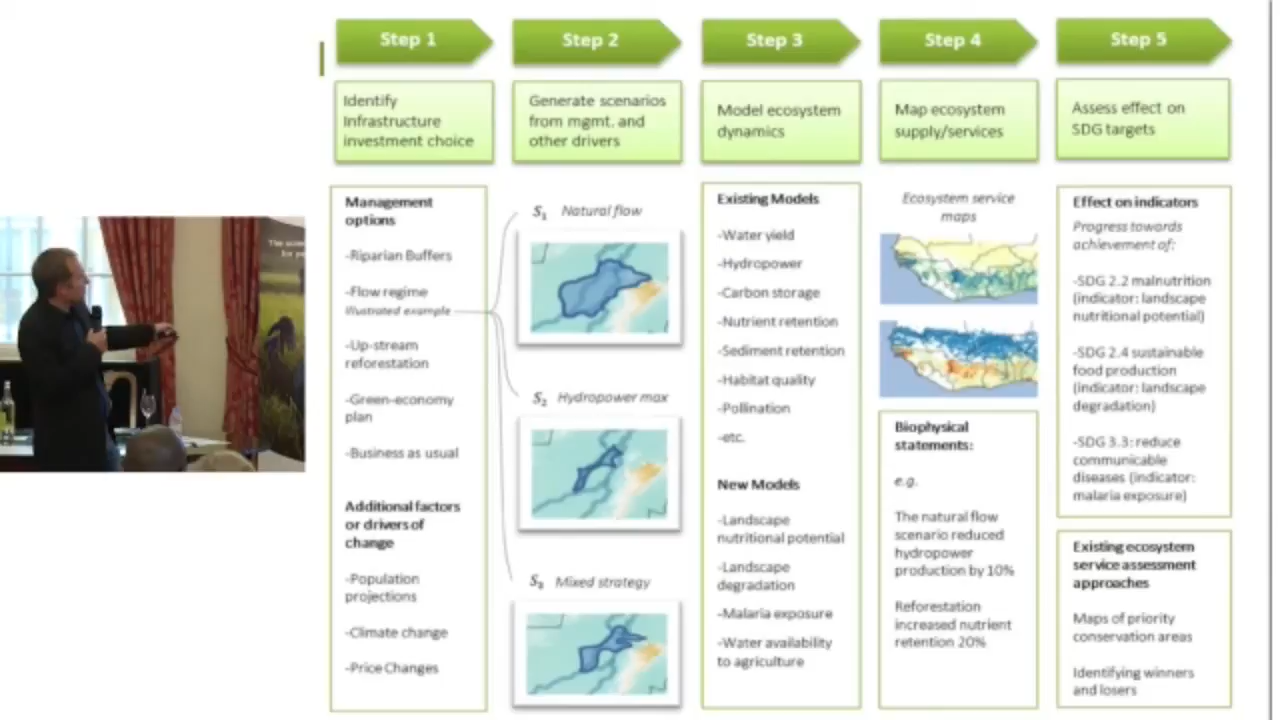 Step 1
Step 2
Step 3
Step 4
Step 5
Identify
Infrastructure
investment choice
Generate scenarios
from mgmt. and
other drivers
Model ecosystem
dynamics
Map ecosystem
supply/services
Assess effect on
SDG targets
Management
options
-Riparian Buffers
-Flow regime
Illustrated example
-Up-stream
reforestation
-Green-economy
plan
-Business as usual
Additional factors
or drivers of
change
-Population
projections
-Climate change
-Price Changes
S1 Natural flow
S2 Hydropower max
S3 Mixed strategy
Existing Models
-Water yield
-Hydropower
-Carbon storage
-Nutrient retention
-Sediment retention
-Habitat quality
-Pollination
-etc.
New Models
-Landscape
nutritional potential
-Landscape
degradation
-Malaria exposure
-Water availability
to agriculture
Ecosystem service
maps
Biophysical
statements:
e.g.
The natural flow
scenario reduced
hydropower
production by 10%
Reforestation
increased nutrient
retention 20%
Effect on indicators
Progress towards
achievement of:
-SDG 2.2 malnutrition
(indicator: landscape
nutritional potential)
-SDG 2.4 sustainable
food production
(indicator: landscape
degradation)
-SDG 3.3: reduce
communicable
diseases (indicator:
malaria exposure)
Existing ecosystem
service assessment
approaches
Maps of priority
conservation areas
Identifying winners
and losers